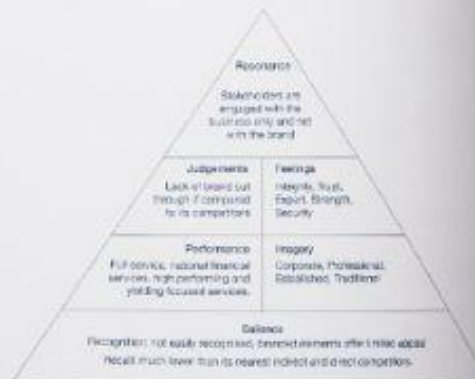 Resonance
Stakeholders are
engaged with the
business only and not
with the brand
Judgements
Lack of brand cut
through if compared
to its competitors
Feelings
Integrity, Trust,
Expert, Strength,
Security
Performance
Full service, national financial
services, high performing and
yielding focused services.
Imagery
Corporate, Professional,
Established, Traditional
Salience
Recognition: not easily recognised, branded elements offer limited appeal
Recall: much lower than its nearest indirect and direct competitors.